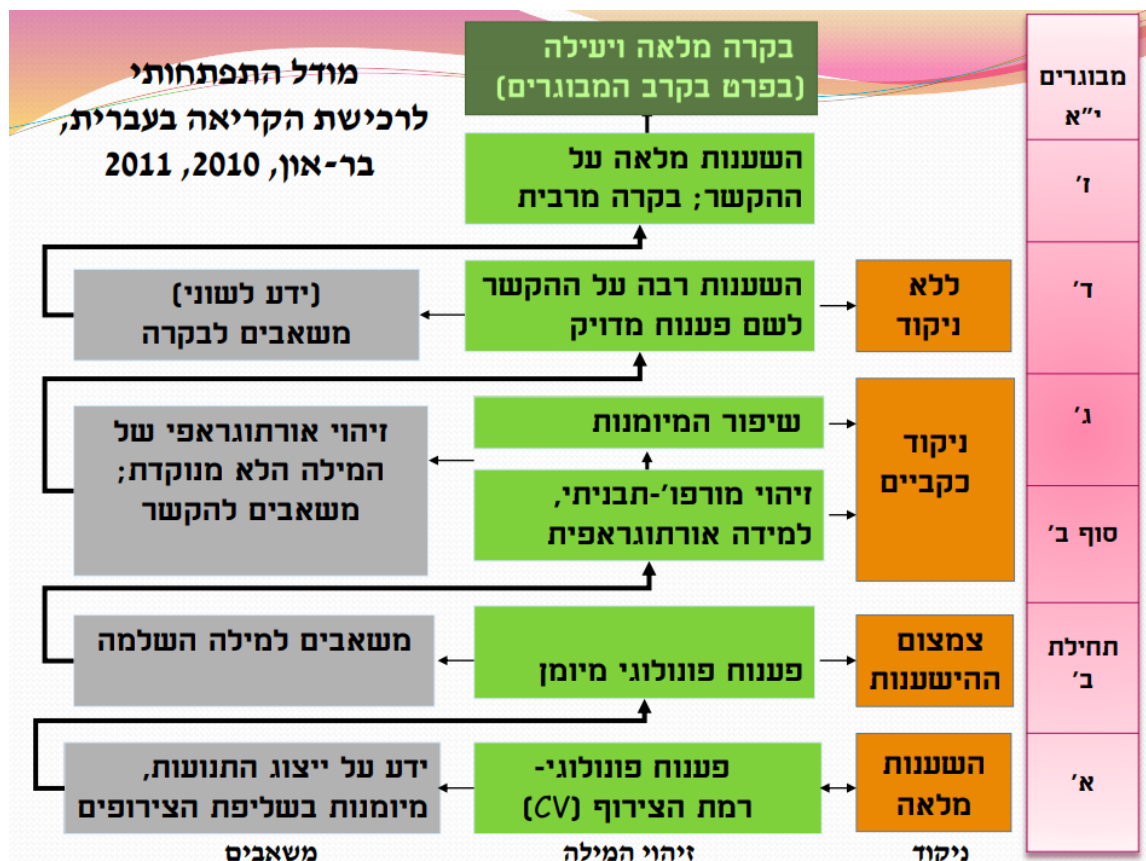 מודל התפתחותי
לרכישת הקריאה בעברית,
בר-און, 2010, 2011
מבוגרים
י"א
בקרה מלאה ויעילה
(בפרט בקרב המבוגרים)
ז'
השענות מלאה על
ההקשר; בקרה מרבית
ד'
ללא
ניקוד
השענות רבה על ההקשר
לשם פענוח מדויק
(ידע לשוני)
משאבים לבקרה
ג'
ניקוד
כקביים
שיפור המיומנות
זיהוי אורתוגראפי של
המילה הלא מנוקדת;
משאבים להקשר
סוף ב'
זיהוי מורפו'-תבניתי,
למידה אורתוגראפית
תחילת
ב'
צמצום
ההישענות
פענוח פונולוגי מיומן
משאבים למילה השלמה
א'
השענות
מלאה
פענוח פונולוגי-
רמת הצירוף (CV)
ידע על ייצוג התנועות,
מיומנות בשליפת הצירופים
ניקוד
זיהוי המילה
משאבים